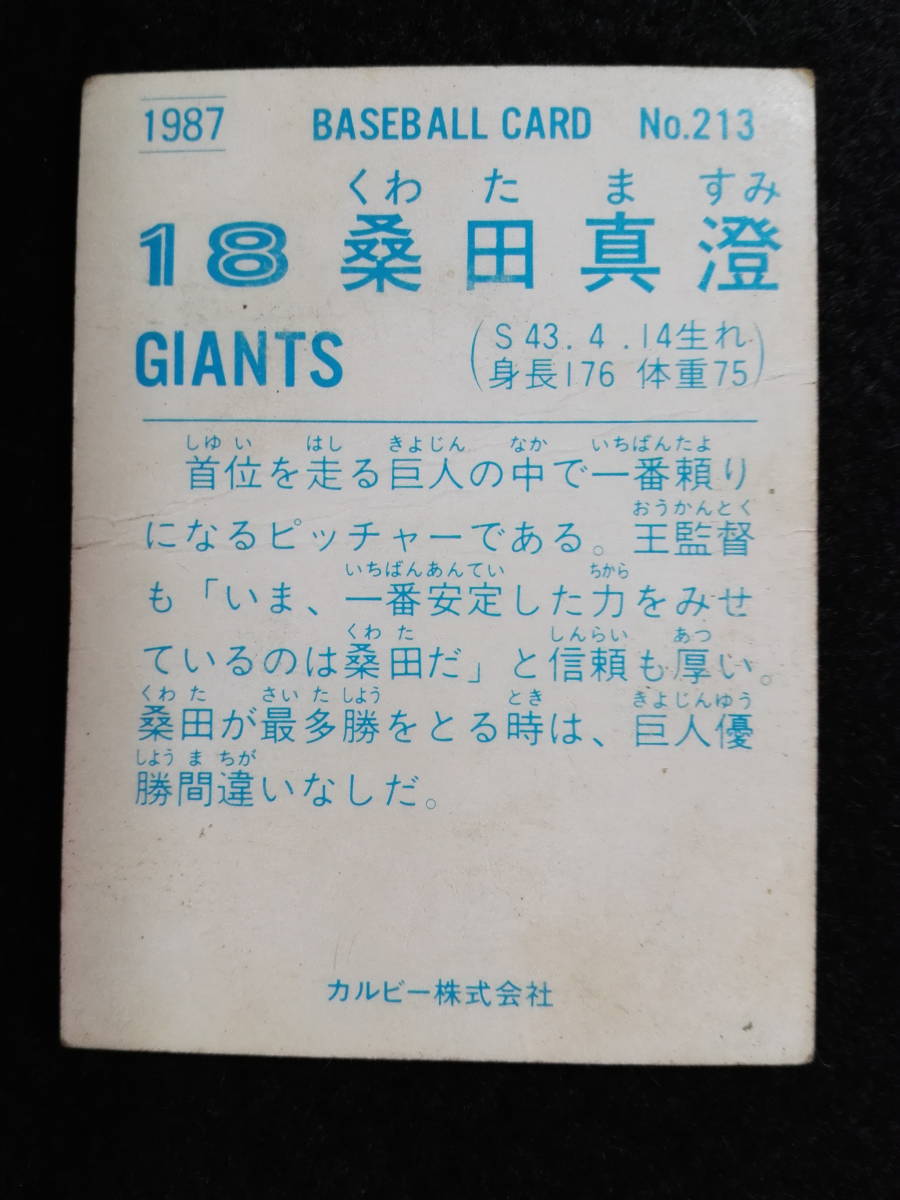 1987 BASEBALL CARD No.213
くわ た ま すみ
18 桑田真澄
GIANTS
(S43.4.14生れ
身長176 体重75)
しゆい はし きよじん なか いちばんたよ
首位を走る巨人の中で一番頼り
おうかんとく
になるピッチャーである。王監督
いちばんあんてい ちから
も「いま、一番安定した力をみせ
くわた しんらい あつ
ているのは桑田だ」と信頼も厚い。
くわた さいたしよう とき きよじんゆう
桑田が最多勝をとる時は、巨人優
しようまちが
勝間違いなしだ。
カルビー株式会社